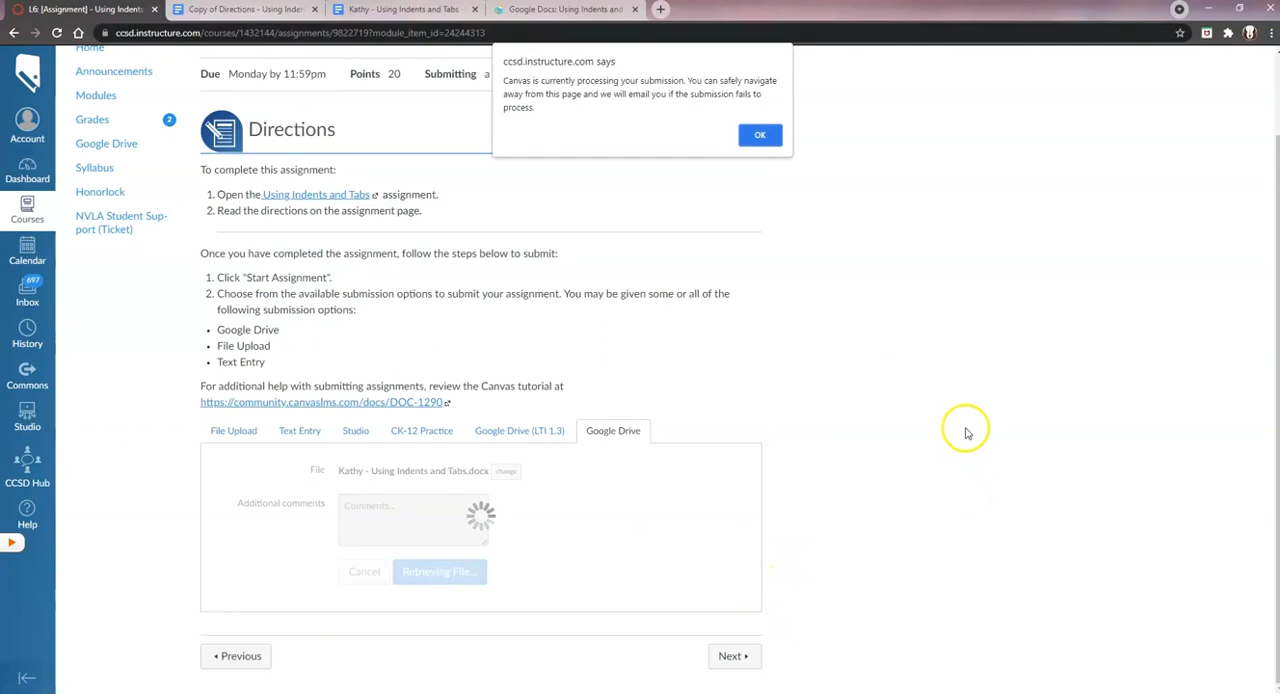 L6: [Assignment] - Using Indents
Copy of Directions - Using Inden
Kathy - Using Indents and Tabs -
Google Docs: Using Indents and
ccsd.instructure.com/courses/1432144/assignments/9822719?module_item_id=24244313
ccsd.instructure.com says
Canvas is currently processing your submission. You can safely navigate
away from this page and we will email you if the submission fails to
process.
OK
Account
Dashboard
Courses
Calendar
697
Inbox
History
Commons
Studio
CCSD Hub
Help
Home
Announcements
Modules
Grades 2
Google Drive
Syllabus
Honorlock
NVLA Student Sup-
port (Ticket)
Due Monday by 11:59pm Points 20 Submitting a
Directions
To complete this assignment:
1. Open the Using Indents and Tabs assignment.
2. Read the directions on the assignment page.
Once you have completed the assignment, follow the steps below to submit:
1. Click "Start Assignment".
2. Choose from the available submission options to submit your assignment. You may be given some or all of the
following submission options:
• Google Drive
• File Upload
• Text Entry
For additional help with submitting assignments, review the Canvas tutorial at
https://community.canvaslms.com/docs/DOC-1290
File Upload Text Entry Studio CK-12 Practice Google Drive (LTI 1.3) Google Drive
File Kathy - Using Indents and Tabs.docx change
Additional comments Comments...
Cancel Retrieving File...
Previous Next